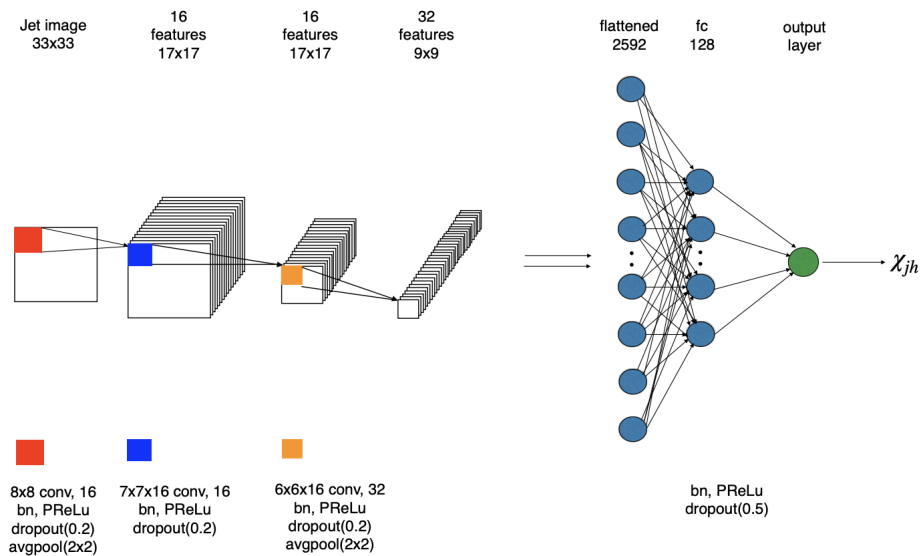 Jet image
33x33
16
features
17x17
16
features
17x17
32
features
9x9
flattened
2592
fc
128
output
layer
χjh
8x8 conv, 16
bn, PReLu
dropout(0.2)
avgpool(2x2)
7x7x16 conv, 16
bn, PReLu
dropout(0.2)
6x6x16 conv, 32
bn, PReLu
dropout(0.2)
avgpool(2x2)
bn, PReLu
dropout(0.5)